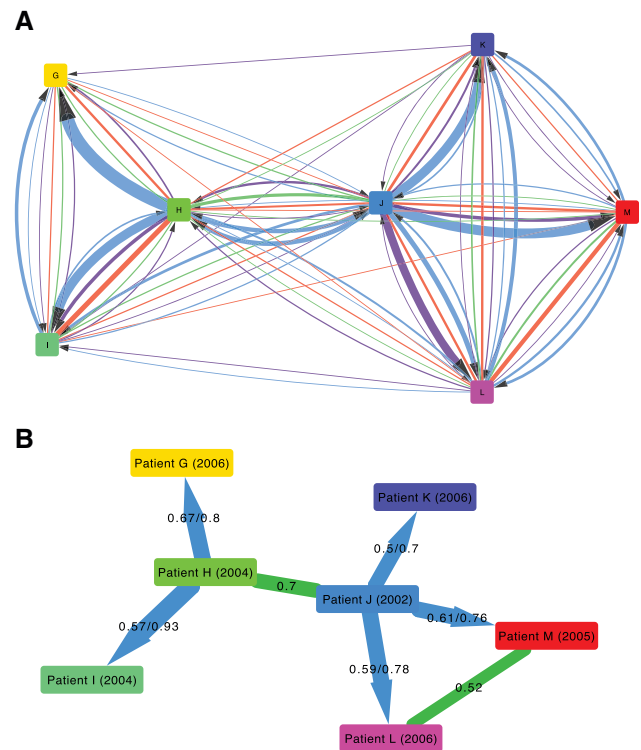 A
K
G
H
J
M
I
L
B
Patient G (2006)
Patient K (2006)
0.67/0.8
0.5/0.7
Patient H (2004)
0.7
Patient J (2002)
0.61/0.76
0.57/0.93
Patient M (2005)
0.59/0.78
Patient I (2004)
0.52
Patient L (2006)